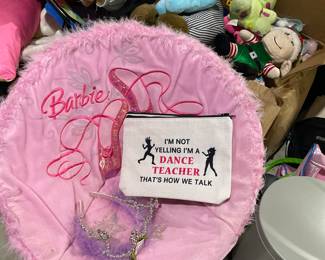 Barbie
I'M NOT
YELLING I'M A
DANCE
TEACHER
THAT'S HOW WE TALK